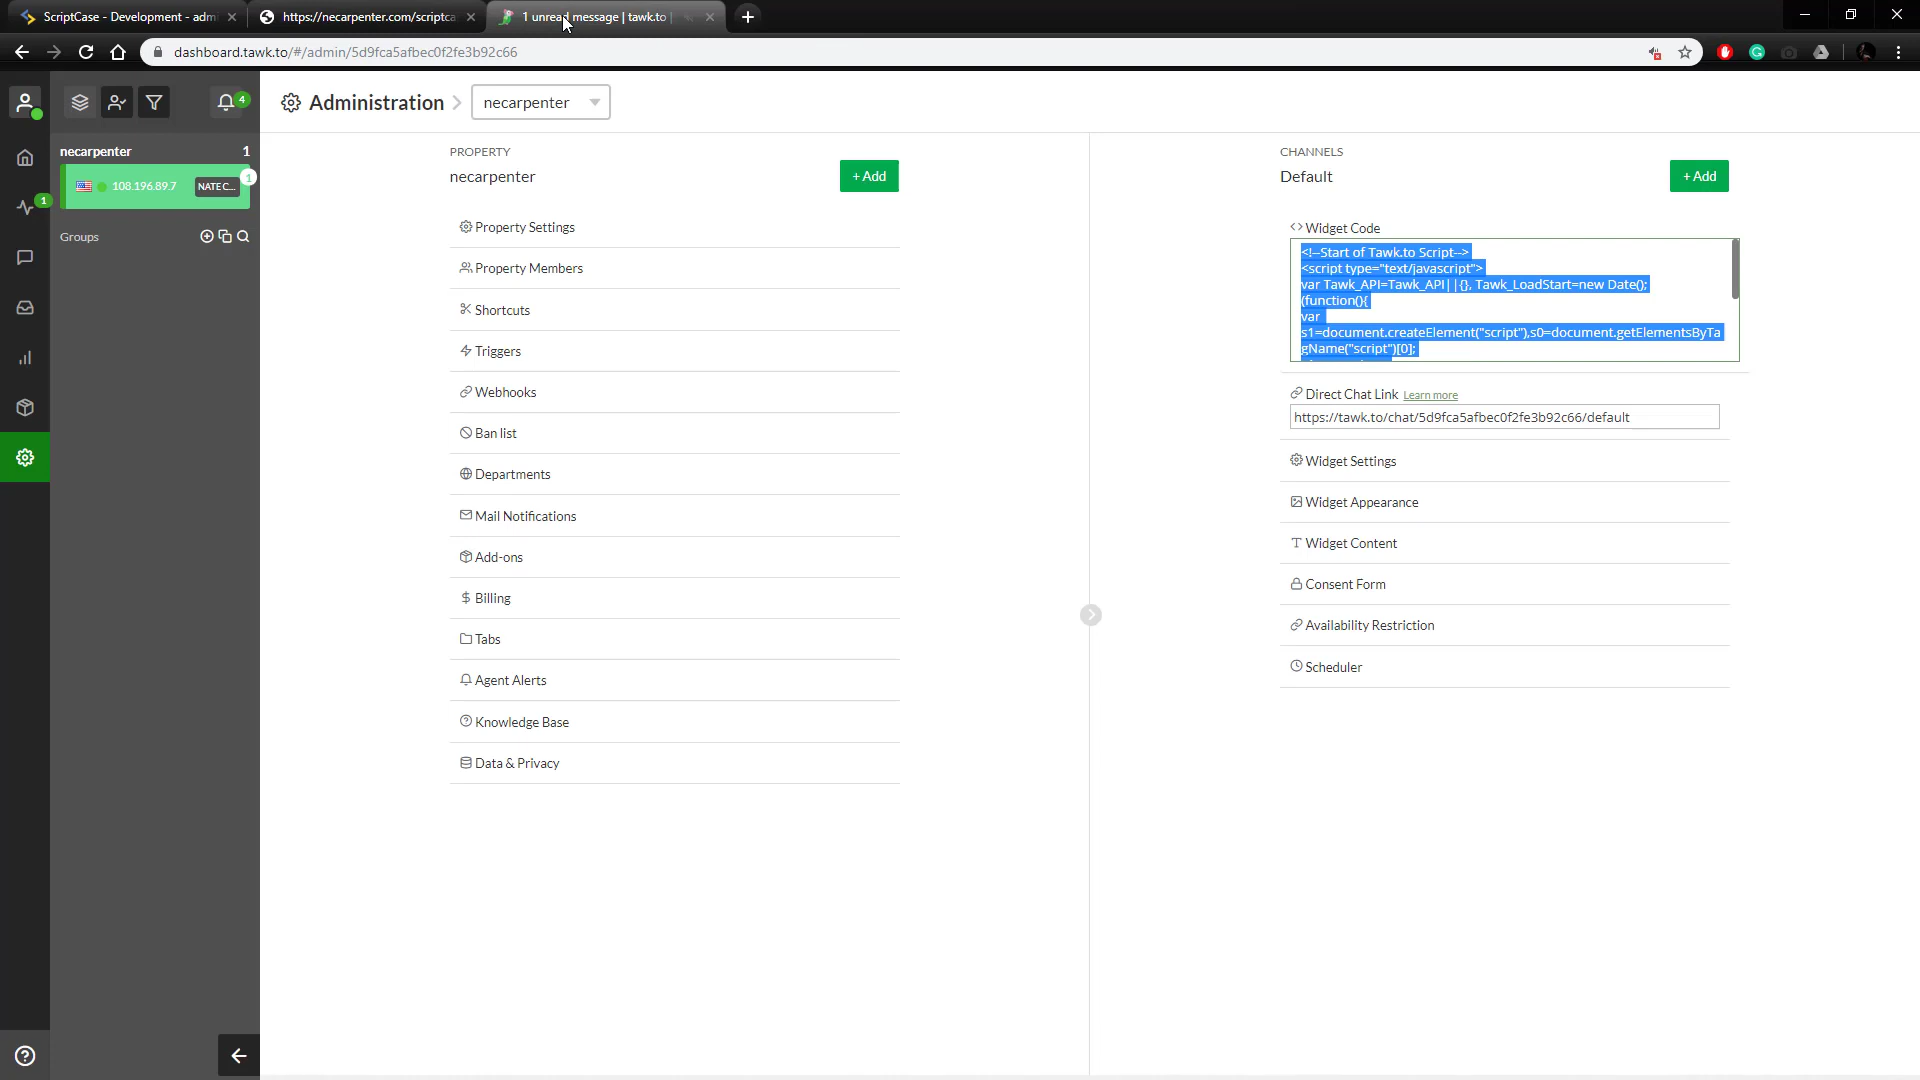 ScriptCase - Development - admi
https://necarpenter.com/scriptca
1 unread message | tawk.to |
dashboard.tawk.to/#/admin/5d9fca5afbec0f2fe3b92c66
4
Administration
necarpenter
necarpenter 1
108.196.89.7
NATE C...
1
1
Groups
PROPERTY
necarpenter
+ Add
Property Settings
Property Members
Shortcuts
Triggers
Webhooks
Ban list
Departments
Mail Notifications
Add-ons
Billing
Tabs
Agent Alerts
Knowledge Base
Data & Privacy
CHANNELS
Default
+ Add
Widget Code
<!--Start of Tawk.to Script-->
<script type="text/javascript">
var Tawk_API=Tawk_API||{}, Tawk_LoadStart=new Date();
(function(){
var
s1=document.createElement("script"),s0=document.getElementsByTa
gName("script")[0];
Direct Chat Link Learn more
https://tawk.to/chat/5d9fca5afbec0f2fe3b92c66/default
Widget Settings
Widget Appearance
Widget Content
Consent Form
Availability Restriction
Scheduler